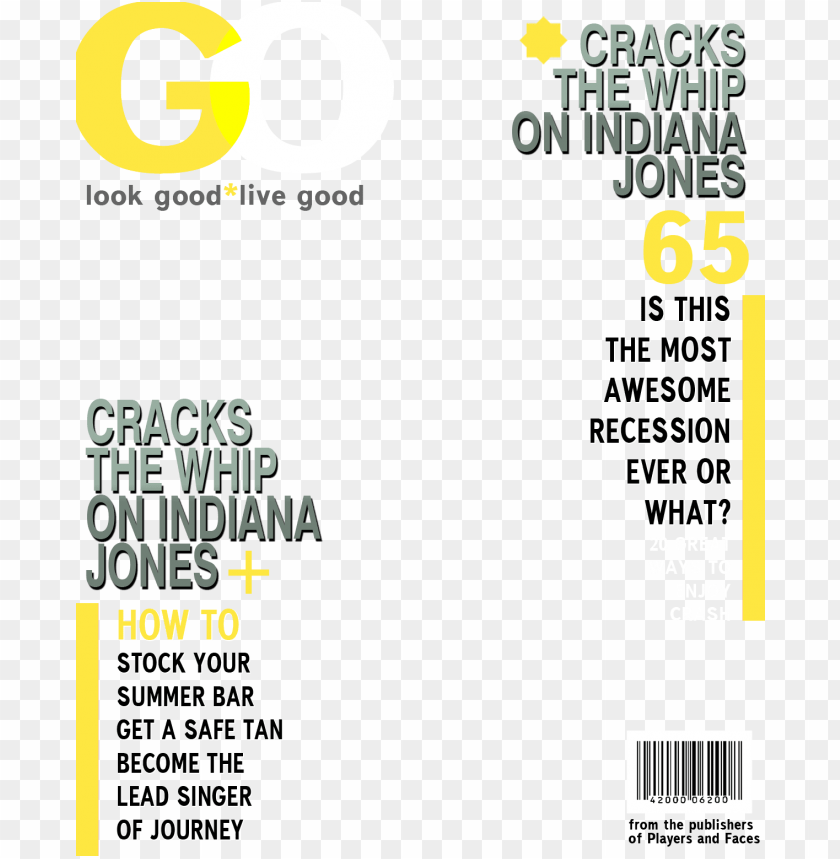 GO
look good*live good
CRACKS
THE WHIP
ON INDIANA
JONES
65
IS THIS
THE MOST
AWESOME
RECESSION
EVER OR
WHAT?
20
TO
CRACKS
THE WHIP
ON INDIANA
JONES+
HOW TO
STOCK YOUR
SUMMER BAR
GET A SAFE TAN
BECOME THE
LEAD SINGER
OF JOURNEY
42000 06200
from the publishers
of Players and Faces